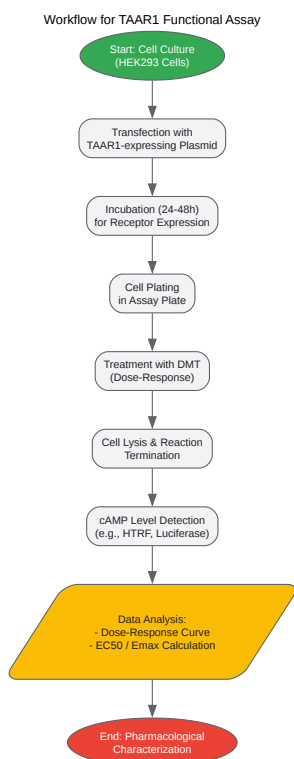 Workflow for TAAR1 Functional Assay
Start: Cell Culture
(HEK293 Cells)
Transfection with
TAAR1-expressing Plasmid
Incubation (24-48h)
for Receptor Expression
Cell Plating
in Assay Plate
Treatment with DMT
(Dose-Response)
Cell Lysis & Reaction
Termination
cAMP Level Detection
(e.g., HTRF, Luciferase)
Data Analysis:
- Dose-Response Curve
- EC50 / Emax Calculation
End: Pharmacological
Characterization